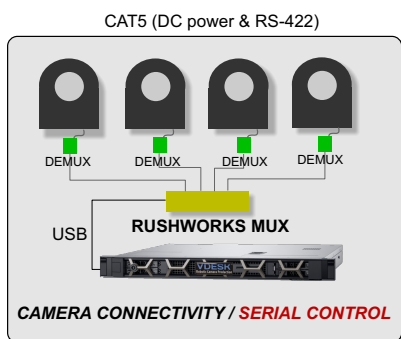 CAT5 (DC power & RS-422)
DEMUX DEMUX DEMUX DEMUX
RUSHWORKS MUX
USB
VDESK
CAMERA CONNECTIVITY / SERIAL CONTROL